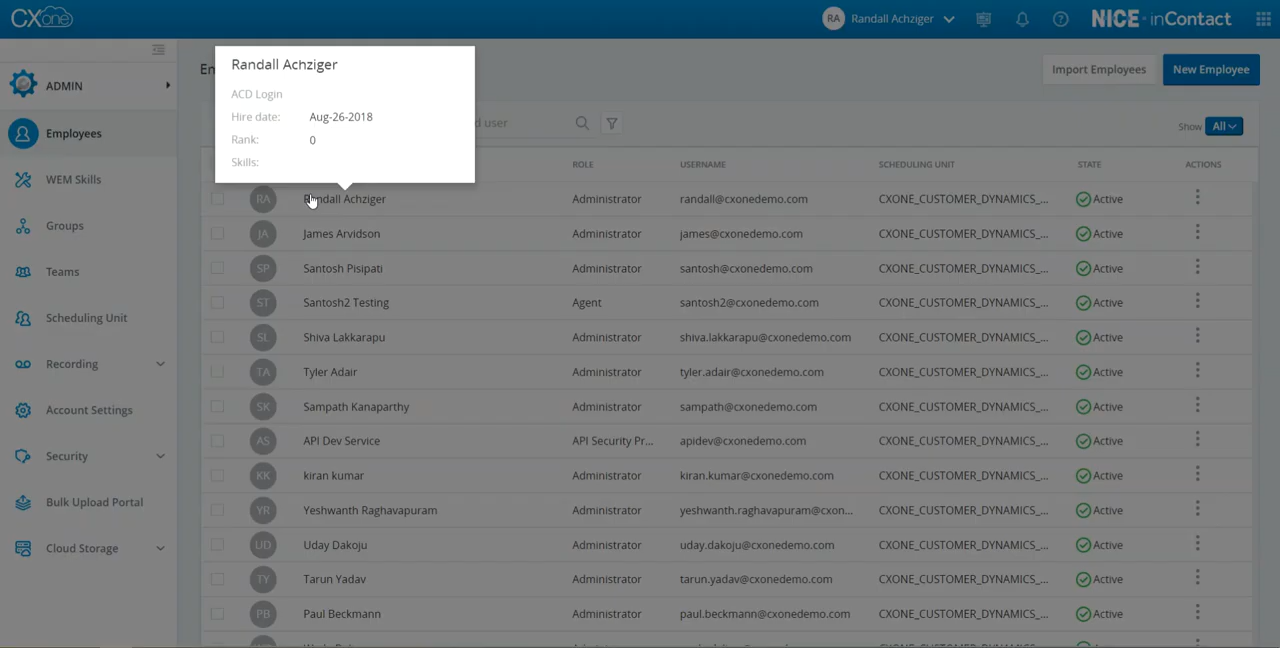 CXone
RA Randall Achziger
NICE inContact
ADMIN
Employees
WEM Skills
Groups
Teams
Scheduling Unit
Recording
Account Settings
Security
Bulk Upload Portal
Cloud Storage
En
Import Employees New Employee
Randall Achziger
ACD Login
Hire date: Aug-26-2018
Rank: 0
Skills:
user
Show All
ROLE USERNAME SCHEDULING UNIT STATE ACTIONS
RA Randall Achziger Administrator randall@cxonedemo.com CXONE_CUSTOMER_DYNAMICS_... Active
JA James Arvidson Administrator james@cxonedemo.com CXONE_CUSTOMER_DYNAMICS_... Active
SP Santosh Pisipati Administrator santosh@cxonedemo.com CXONE_CUSTOMER_DYNAMICS_... Active
ST Santosh2 Testing Agent santosh2@cxonedemo.com CXONE_CUSTOMER_DYNAMICS_... Active
SL Shiva Lakkarapu Administrator shiva.lakkarapu@cxonedemo.com CXONE_CUSTOMER_DYNAMICS_... Active
TA Tyler Adair Administrator tyler.adair@cxonedemo.com CXONE_CUSTOMER_DYNAMICS_... Active
SK Sampath Kanaparthy Administrator sampath@cxonedemo.com CXONE_CUSTOMER_DYNAMICS_... Active
AS API Dev Service API Security Pr... apidev@cxonedemo.com CXONE_CUSTOMER_DYNAMICS_... Active
KK kiran kumar Administrator kiran.kumar@cxonedemo.com CXONE_CUSTOMER_DYNAMICS_... Active
YR Yeshwanth Raghavapuram Administrator yeshwanth.raghavapuram@cxon... CXONE_CUSTOMER_DYNAMICS_... Active
UD Uday Dakoju Administrator uday.dakoju@cxonedemo.com CXONE_CUSTOMER_DYNAMICS_... Active
TY Tarun Yadav Administrator tarun.yadav@cxonedemo.com CXONE_CUSTOMER_DYNAMICS_... Active
PB Paul Beckmann Administrator paul.beckmann@cxonedemo.com CXONE_CUSTOMER_DYNAMICS_... Active